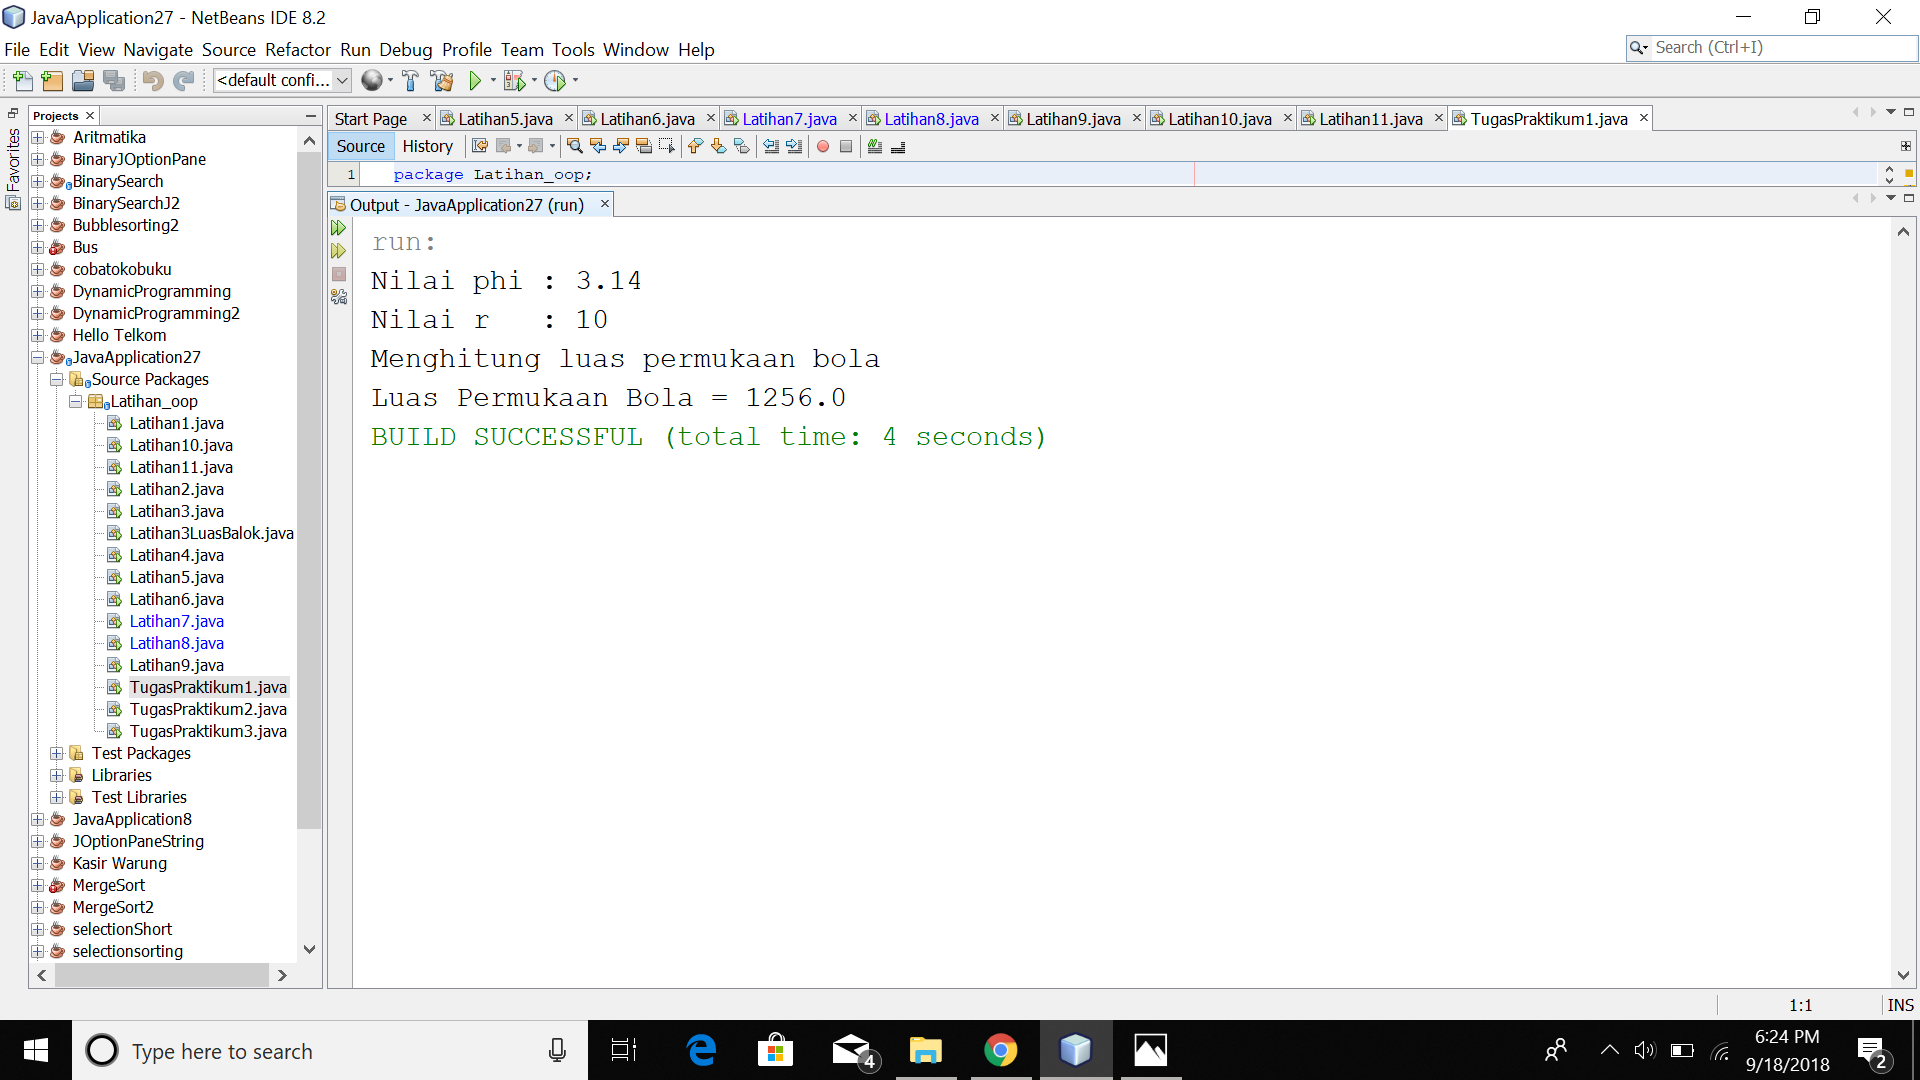 JavaApplication27 - NetBeans IDE 8.2
File Edit View Navigate Source Refactor Run Debug Profile Team Tools Window Help
Search (Ctrl+I)
<default confi...
Favorites
Projects
Aritmatika
BinaryJOptionPane
BinarySearch
BinarySearchJ2
Bubblesorting2
Bus
cobatokobuku
DynamicProgramming
DynamicProgramming2
Hello Telkom
JavaApplication27
Source Packages
Latihan_oop
Latihan1.java
Latihan10.java
Latihan11.java
Latihan2.java
Latihan3.java
Latihan3LuasBalok.java
Latihan4.java
Latihan5.java
Latihan6.java
Latihan7.java
Latihan8.java
Latihan9.java
TugasPraktikum1.java
TugasPraktikum2.java
TugasPraktikum3.java
Test Packages
Libraries
Test Libraries
JavaApplication8
JOptionPaneString
Kasir Warung
MergeSort
MergeSort2
selectionShort
selectionsorting
Start Page Latihan5.java Latihan6.java Latihan7.java Latihan8.java Latihan9.java Latihan10.java Latihan11.java TugasPraktikum1.java
Source History
1 package Latihan_oop;
Output - JavaApplication27 (run)
run:
Nilai phi : 3.14
Nilai r : 10
Menghitung luas permukaan bola
Luas Permukaan Bola = 1256.0
BUILD SUCCESSFUL (total time: 4 seconds)
1:1 INS
Type here to search
4
6:24 PM
9/18/2018
2